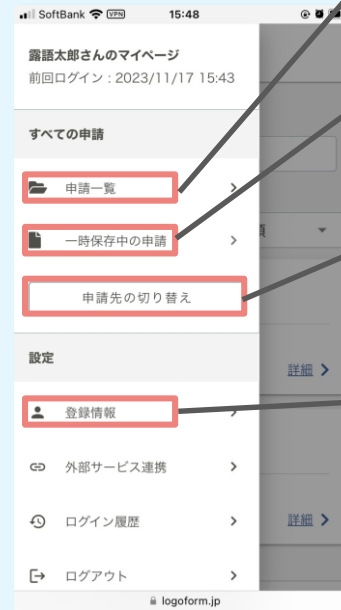 SoftBank VPN 15:48
露語太郎さんのマイページ
前回ログイン：2023/11/17 15:43
すべての申請
申請一覧
一時保存中の申請
申請先の切り替え
設定
詳細
登録情報
外部サービス連携
ログイン履歴
詳細
ログアウト
logoform.jp